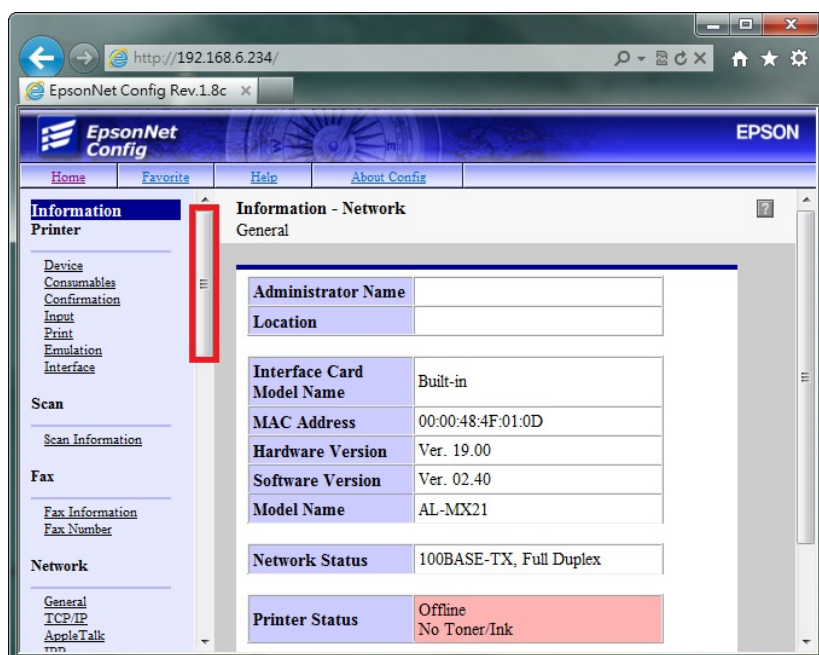 http://192.168.6.234/
EpsonNet Config Rev.1.8c
EpsonNet
Config
EPSON
Home Favorite Help About Config
Information
Printer
Device
Consumables
Confirmation
Input
Print
Emulation
Interface
Scan
Scan Information
Fax
Fax Information
Fax Number
Network
General
TCP/IP
AppleTalk
Information - Network
General
?
Administrator Name
Location
Interface Card
Model Name
Built-in
MAC Address 00:00:48:4F:01:0D
Hardware Version Ver. 19.00
Software Version Ver. 02.40
Model Name AL-MX21
Network Status 100BASE-TX, Full Duplex
Printer Status
Offline
No Toner/Ink